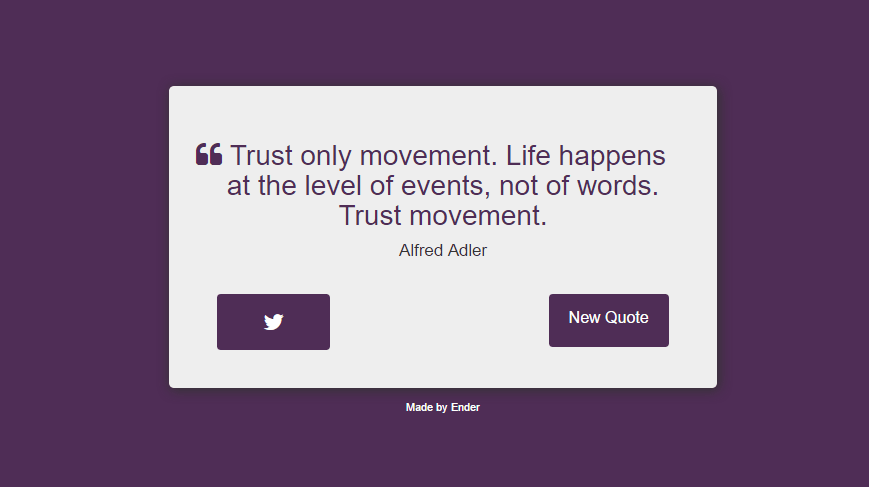 ❝ Trust only movement. Life happens
at the level of events, not of words.
Trust movement.
Alfred Adler
New Quote
Made by Ender